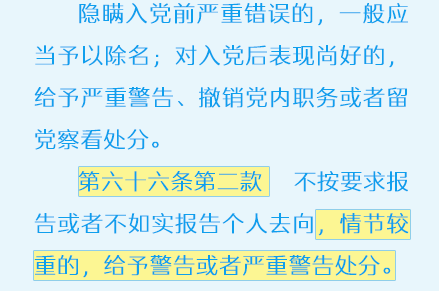 隐瞒入党前严重错误的，一般应
当予以除名；对入党后表现尚好的，
给予严重警告、撤销党内职务或者留
党察看处分。
第六十六条第二款 不按要求报
告或者不如实报告个人去向，情节较
重的，给予警告或者严重警告处分。